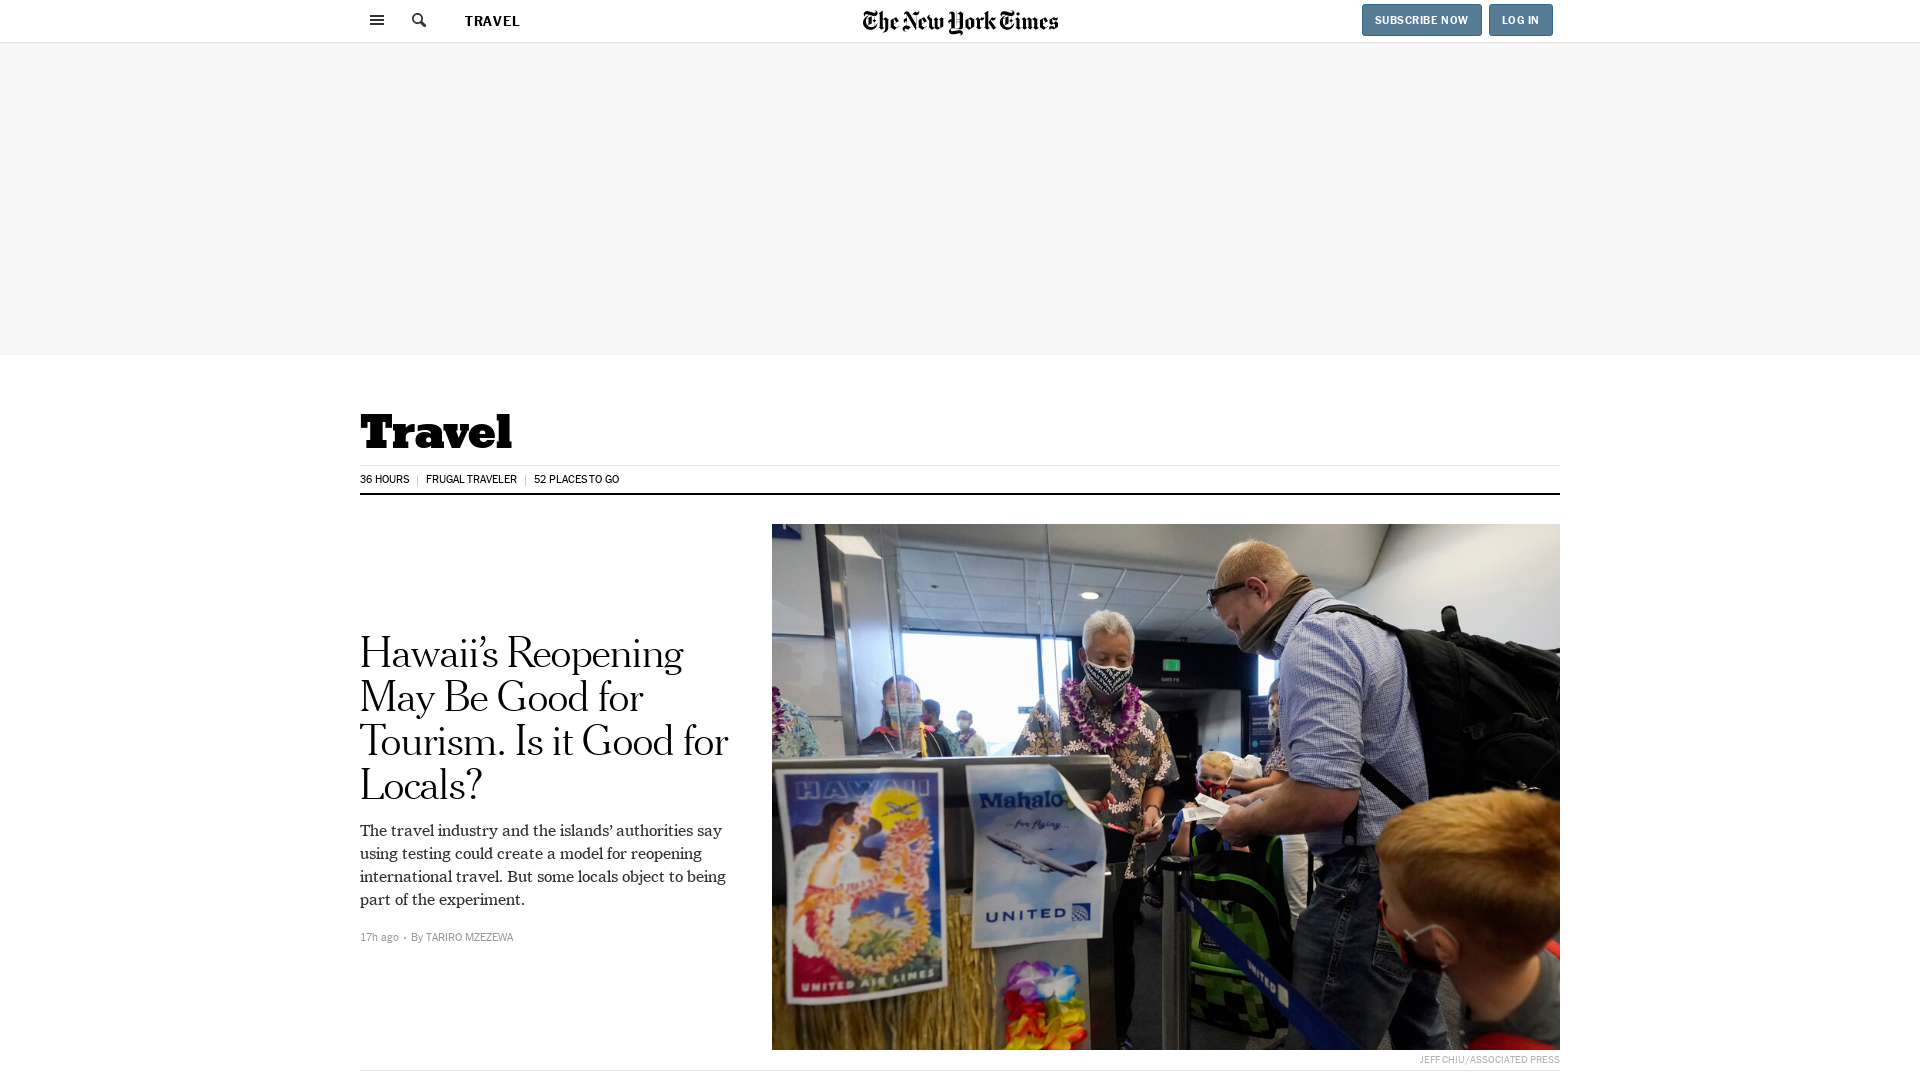 TRAVEL
The New York Times
SUBSCRIBE NOW
LOG IN
Travel
36 HOURS
FRUGAL TRAVELER
52 PLACES TO GO
Hawaii’s Reopening
May Be Good for
Tourism. Is it Good for
Locals?
The travel industry and the islands’ authorities say
using testing could create a model for reopening
international travel. But some locals object to being
part of the experiment.
17h ago · By TARIRO MZEZEWA
HAWAII
UNITED AIR LINES
Mahalo
...for flying...
UNITED
UNITED
JEFF CHIU/ASSOCIATED PRESS